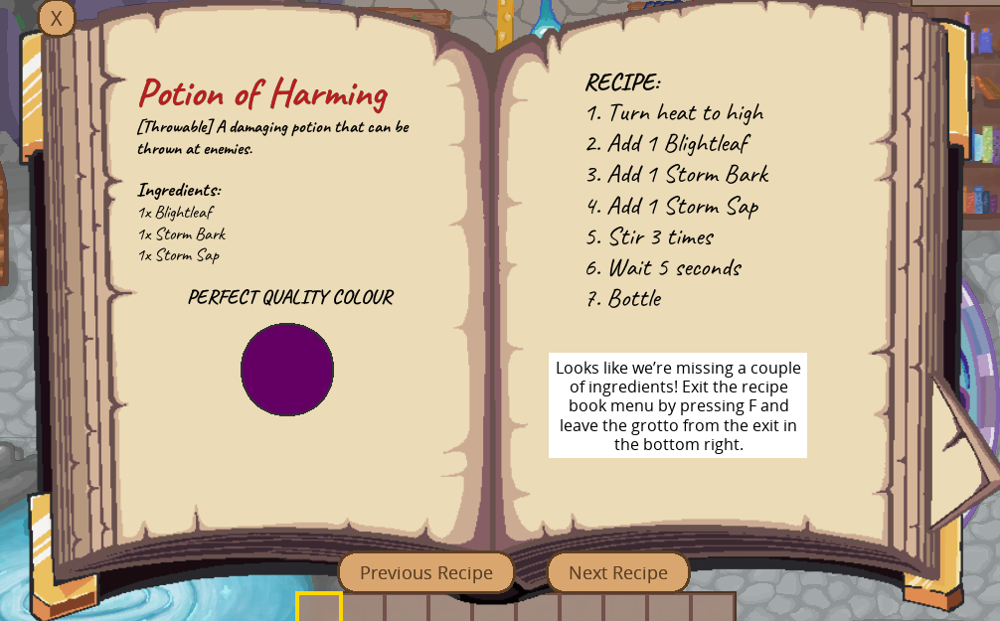 X
Potion of Harming
[Throwable] A damaging potion that can be
thrown at enemies.
Ingredients:
1x Blightleaf
1x Storm Bark
1x Storm Sap
PERFECT QUALITY COLOUR
RECIPE:
1. Turn heat to high
2. Add 1 Blightleaf
3. Add 1 Storm Bark
4. Add 1 Storm Sap
5. Stir 3 times
6. Wait 5 seconds
7. Bottle
Looks like we’re missing a couple
of ingredients! Exit the recipe
book menu by pressing F and
leave the grotto from the exit in
the bottom right.
Previous Recipe
Next Recipe